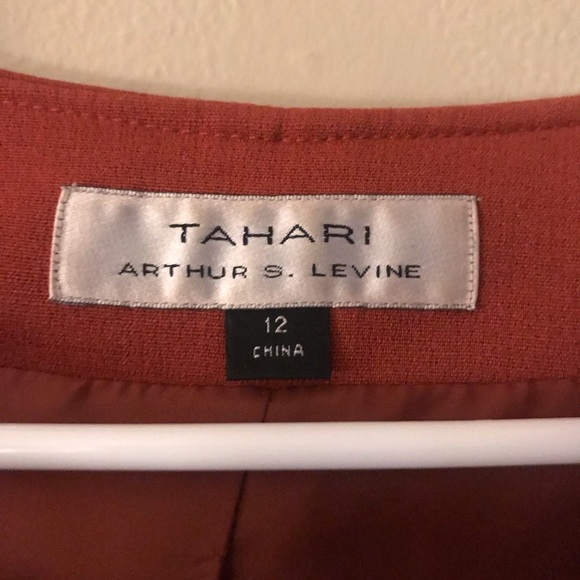 TAHARI
ARTHUR S. LEVINE
12
CHINA